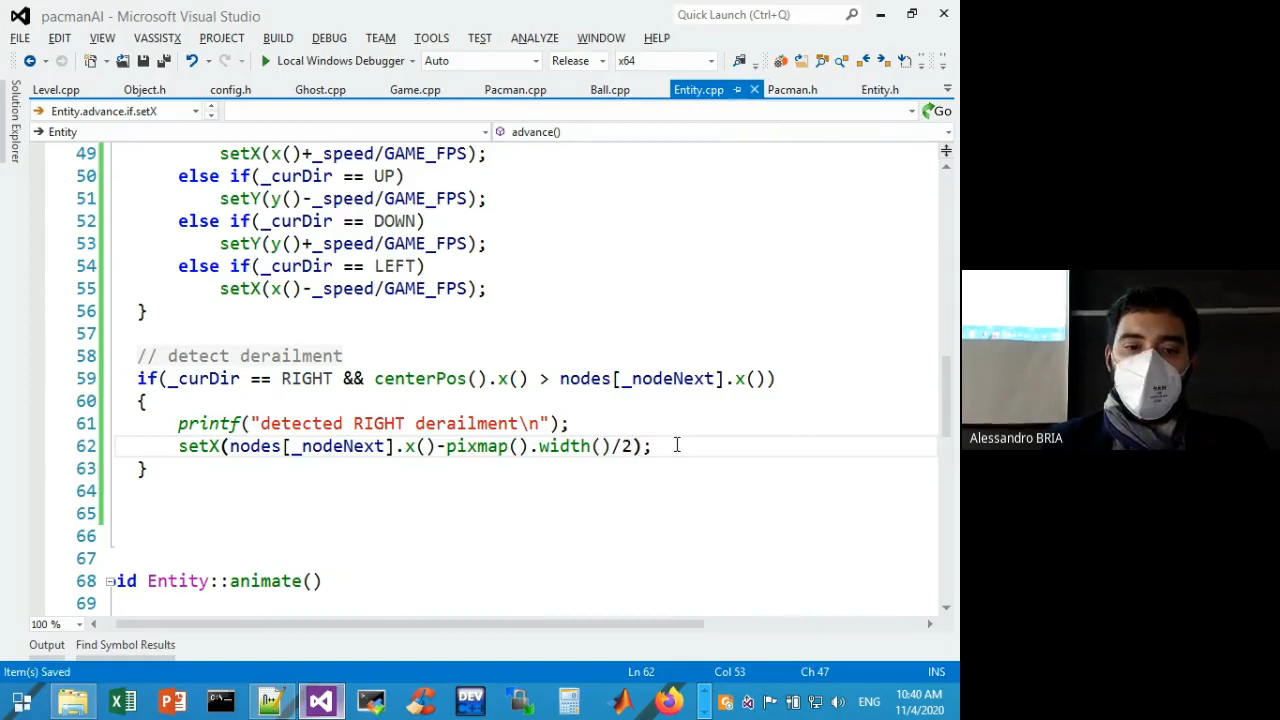 pacmanAI - Microsoft Visual Studio
Quick Launch (Ctrl+Q)
FILE EDIT VIEW VASSISTX PROJECT BUILD DEBUG TEAM TOOLS TEST ANALYZE WINDOW HELP
Local Windows Debugger Auto Release x64
Level.cpp Object.h config.h Ghost.cpp Game.cpp Pacman.cpp Ball.cpp Entity.cpp Pacman.h Entity.h
Solution Explorer
Entity.advance.if.setX Go
Entity advance()
49 setX(x()+_speed/GAME_FPS);
50 else if(_curDir == UP)
51 setY(y()-_speed/GAME_FPS);
52 else if(_curDir == DOWN)
53 setY(y()+_speed/GAME_FPS);
54 else if(_curDir == LEFT)
55 setX(x()-_speed/GAME_FPS);
56 }
57
58 // detect derailment
59 if(_curDir == RIGHT && centerPos().x() > nodes[_nodeNext].x())
60 {
61 printf("detected RIGHT derailment\n");
62 setX(nodes[_nodeNext].x()-pixmap().width()/2);
63 }
64
65
66
67
68 id Entity::animate()
69
100 %
Output Find Symbol Results
Item(s) Saved Ln 62 Col 53 Ch 47 INS
DEV
ENG
10:40 AM
11/4/2020
Alessandro BRIA